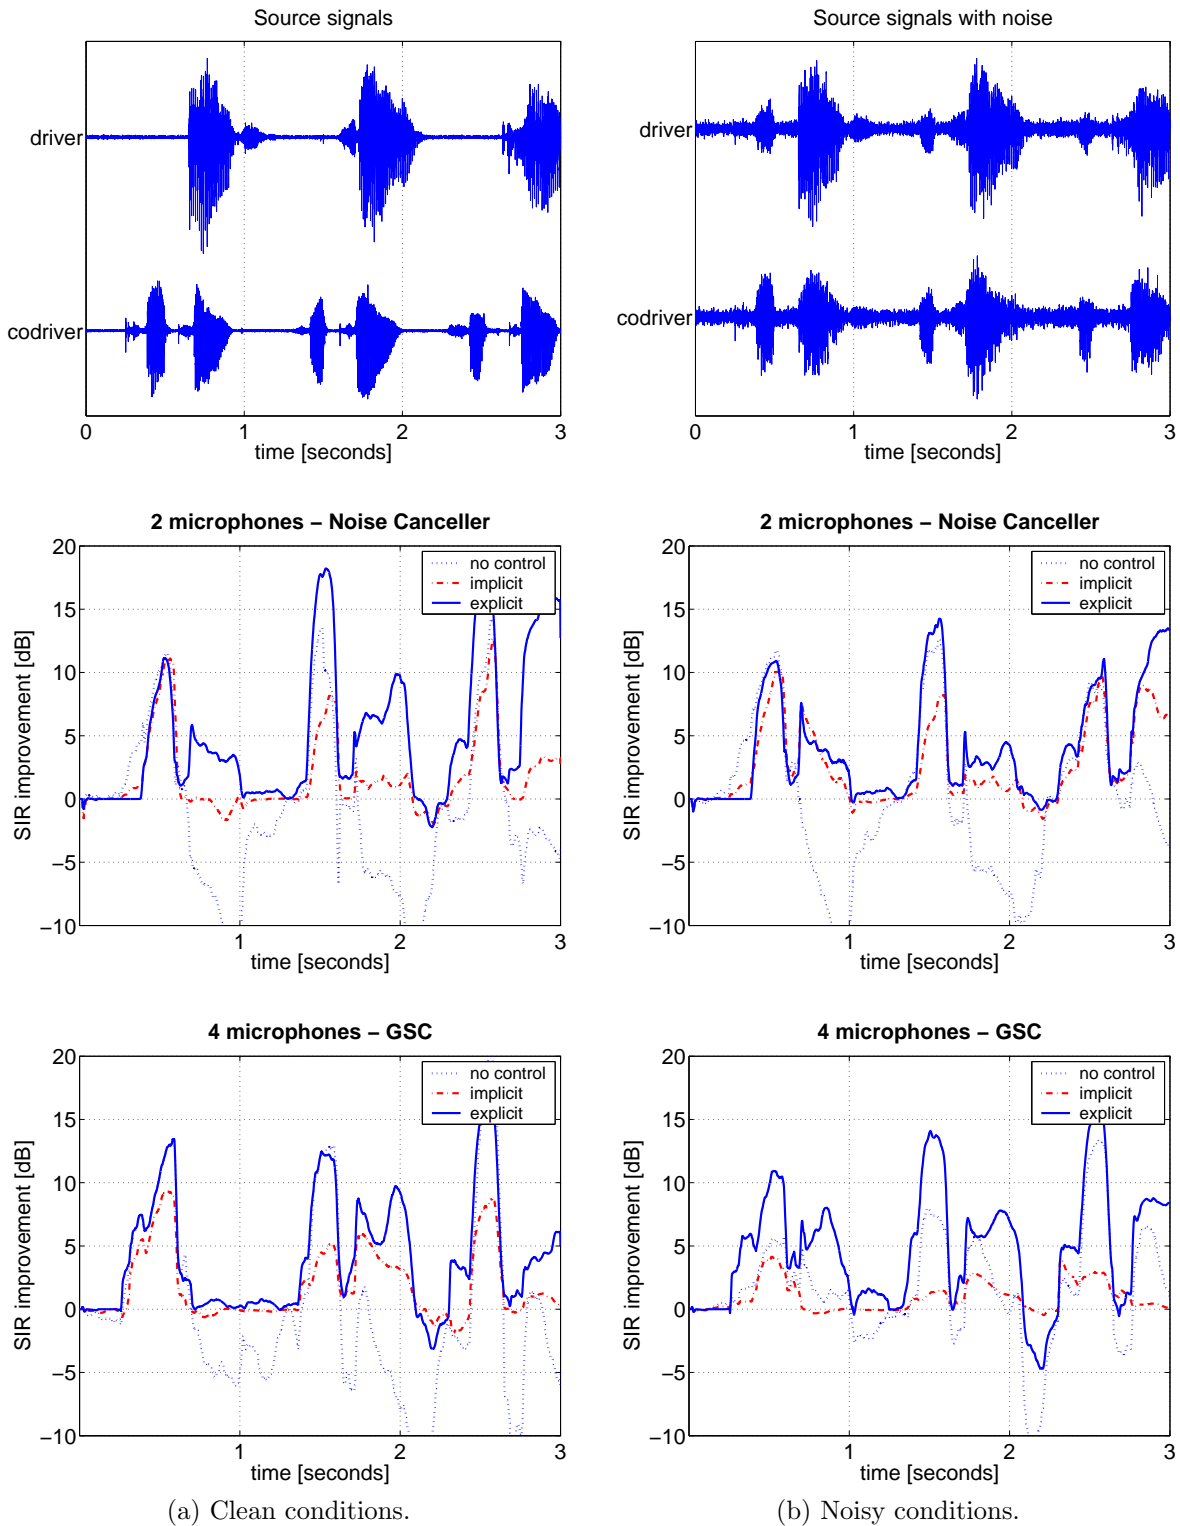 Source signals
driver
codriver
0 1 2 3
time [seconds]
Source signals with noise
driver
codriver
0 1 2 3
time [seconds]
2 microphones – Noise Canceller
20
15
10
5
0
−5
−10
SIR improvement [dB]
no control
implicit
explicit
1 2 3
time [seconds]
2 microphones – Noise Canceller
20
15
10
5
0
−5
−10
SIR improvement [dB]
no control
implicit
explicit
1 2 3
time [seconds]
4 microphones – GSC
20
15
10
5
0
−5
−10
SIR improvement [dB]
no control
implicit
explicit
1 2 3
time [seconds]
4 microphones – GSC
20
15
10
5
0
−5
−10
SIR improvement [dB]
no control
implicit
explicit
1 2 3
time [seconds]
(a) Clean conditions.
(b) Noisy conditions.